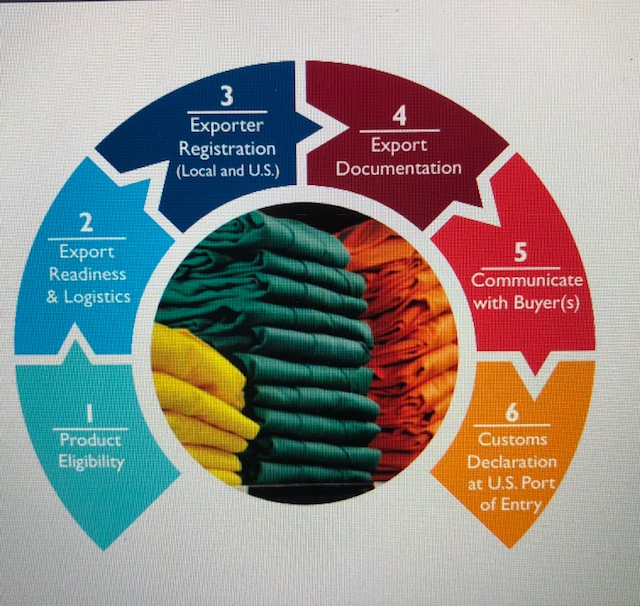 1
Product
Eligibility
2
Export
Readiness
& Logistics
3
Exporter
Registration
(Local and U.S.)
4
Export
Documentation
5
Communicate
with Buyer(s)
6
Customs
Declaration
at U.S. Port
of Entry